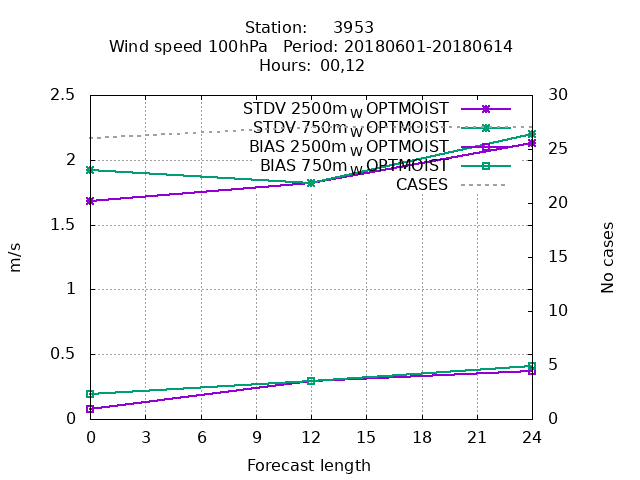 Station: 3953
Wind speed 100hPa Period: 20180601-20180614
Hours: 00,12
2.5
2
1.5
1
0.5
0
m/s
STDV 2500m W OPTMOIST
STDV 750m W OPTMOIST
BIAS 2500m W OPTMOIST
BIAS 750m W OPTMOIST
CASES
30
25
20
15
10
5
0
No cases
0 3 6 9 12 15 18 21 24
Forecast length